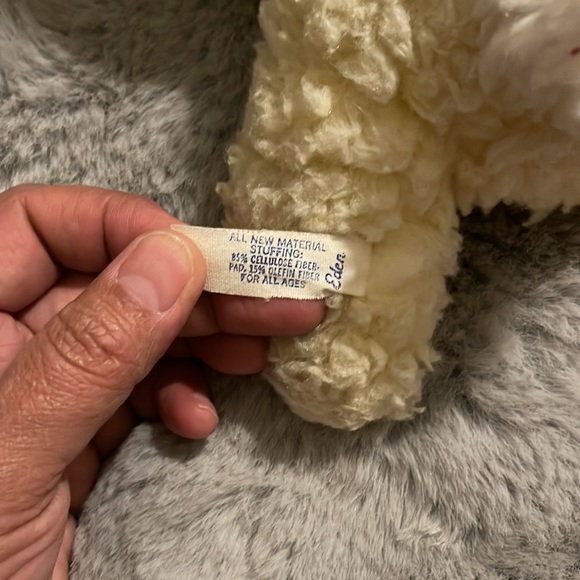 ALL NEW MATERIAL
STUFFING:
85% CELLULOSE FIBER-
PAD, 15% OLEFIN FIBER
FOR ALL AGES
Eden